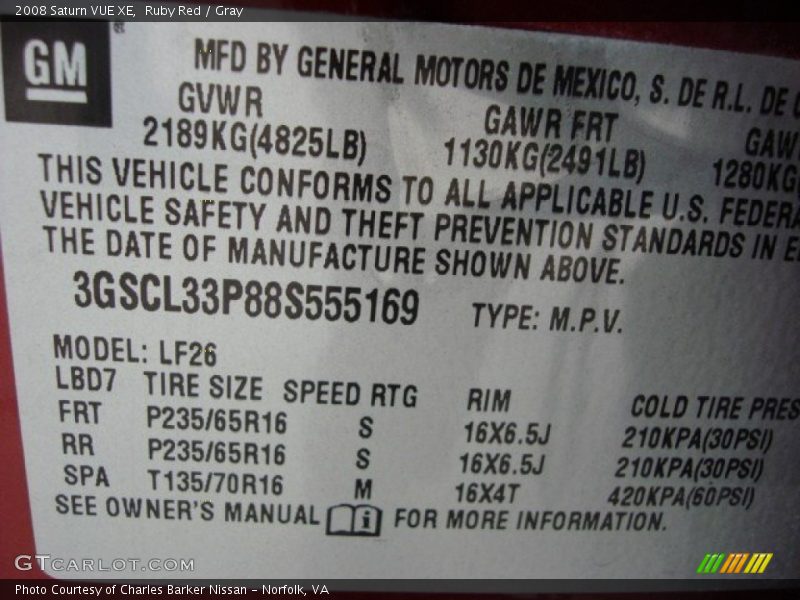 2008 Saturn VUE XE, Ruby Red / Gray
GM
MFD BY GENERAL MOTORS DE MEXICO, S. DE R.L. DE
GVWR GAWR FRT GAW
2189KG(4825LB) 1130KG(2491LB) 1280KG
THIS VEHICLE CONFORMS TO ALL APPLICABLE U.S. FEDERA
VEHICLE SAFETY AND THEFT PREVENTION STANDARDS IN E
THE DATE OF MANUFACTURE SHOWN ABOVE.
3GSCL33P88S555169 TYPE: M.P.V.
MODEL: LF26
LBD7 TIRE SIZE SPEED RTG RIM COLD TIRE PRES
FRT P235/65R16 S 16X6.5J 210KPA(30PSI)
RR P235/65R16 S 16X6.5J 210KPA(30PSI)
SPA T135/70R16 M 16X4T 420KPA(60PSI)
SEE OWNER'S MANUAL i FOR MORE INFORMATION.
GTCARLOT.COM
Photo Courtesy of Charles Barker Nissan - Norfolk, VA